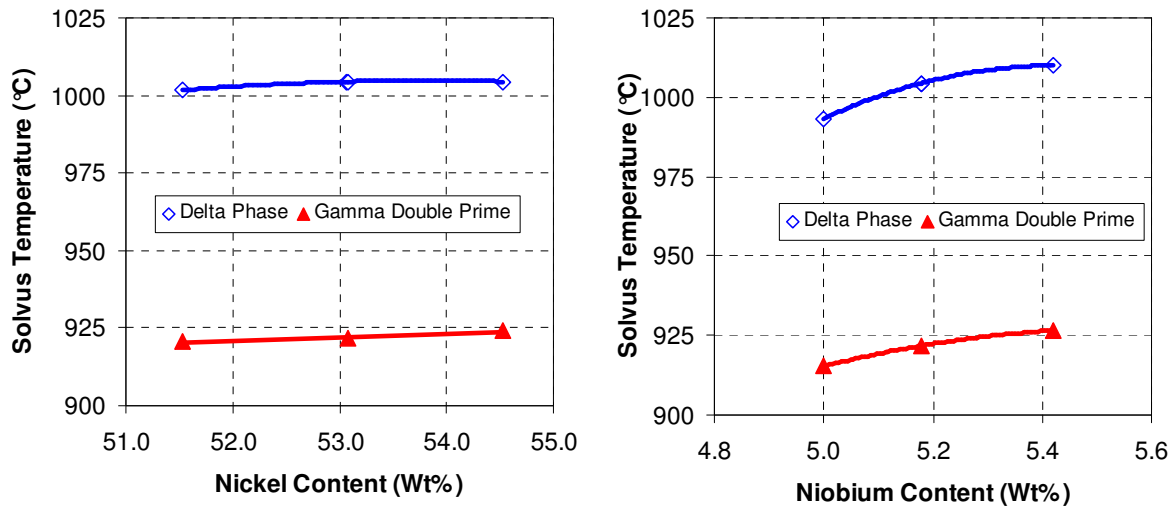 1025
1000
975
950
925
900
Solvus Temperature (°C)
Delta Phase Gamma Double Prime
51.0 52.0 53.0 54.0 55.0
Nickel Content (Wt%)
1025
1000
975
950
925
900
Solvus Temperature (°C)
Delta Phase Gamma Double Prime
4.8 5.0 5.2 5.4 5.6
Niobium Content (Wt%)